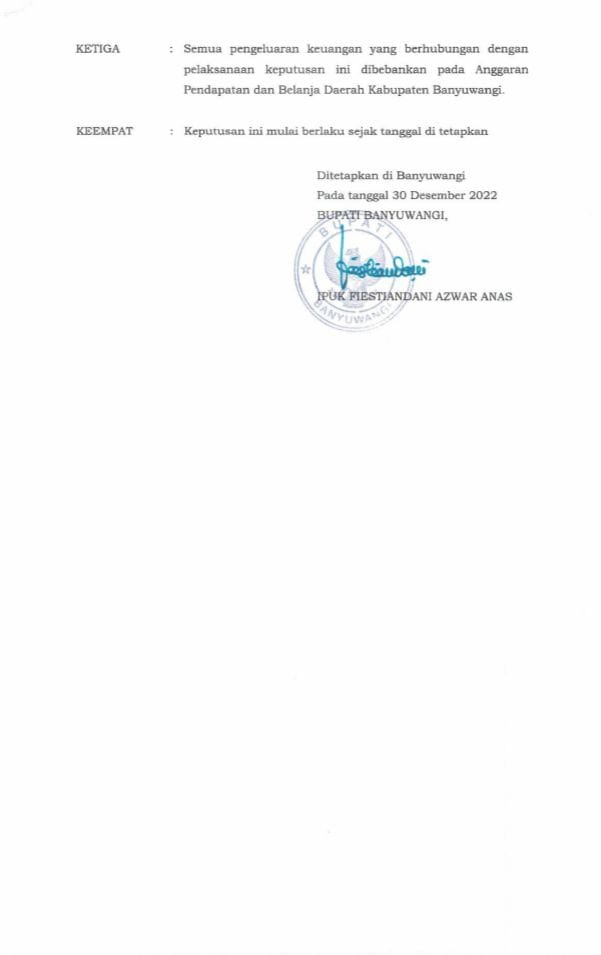 KETIGA : Semua pengeluaran keuangan yang berhubungan dengan
pelaksanaan keputusan ini dibebankan pada Anggaran
Pendapatan dan Belanja Daerah Kabupaten Banyuwangi.
KEEMPAT : Keputusan ini mulai berlaku sejak tanggal di tetapkan
Ditetapkan di Banyuwangi
Pada tanggal 30 Desember 2022
BUPATI BANYUWANGI,
BUPATI
IPUK FIESTIANDANI AZWAR ANAS
BANYUWANGI